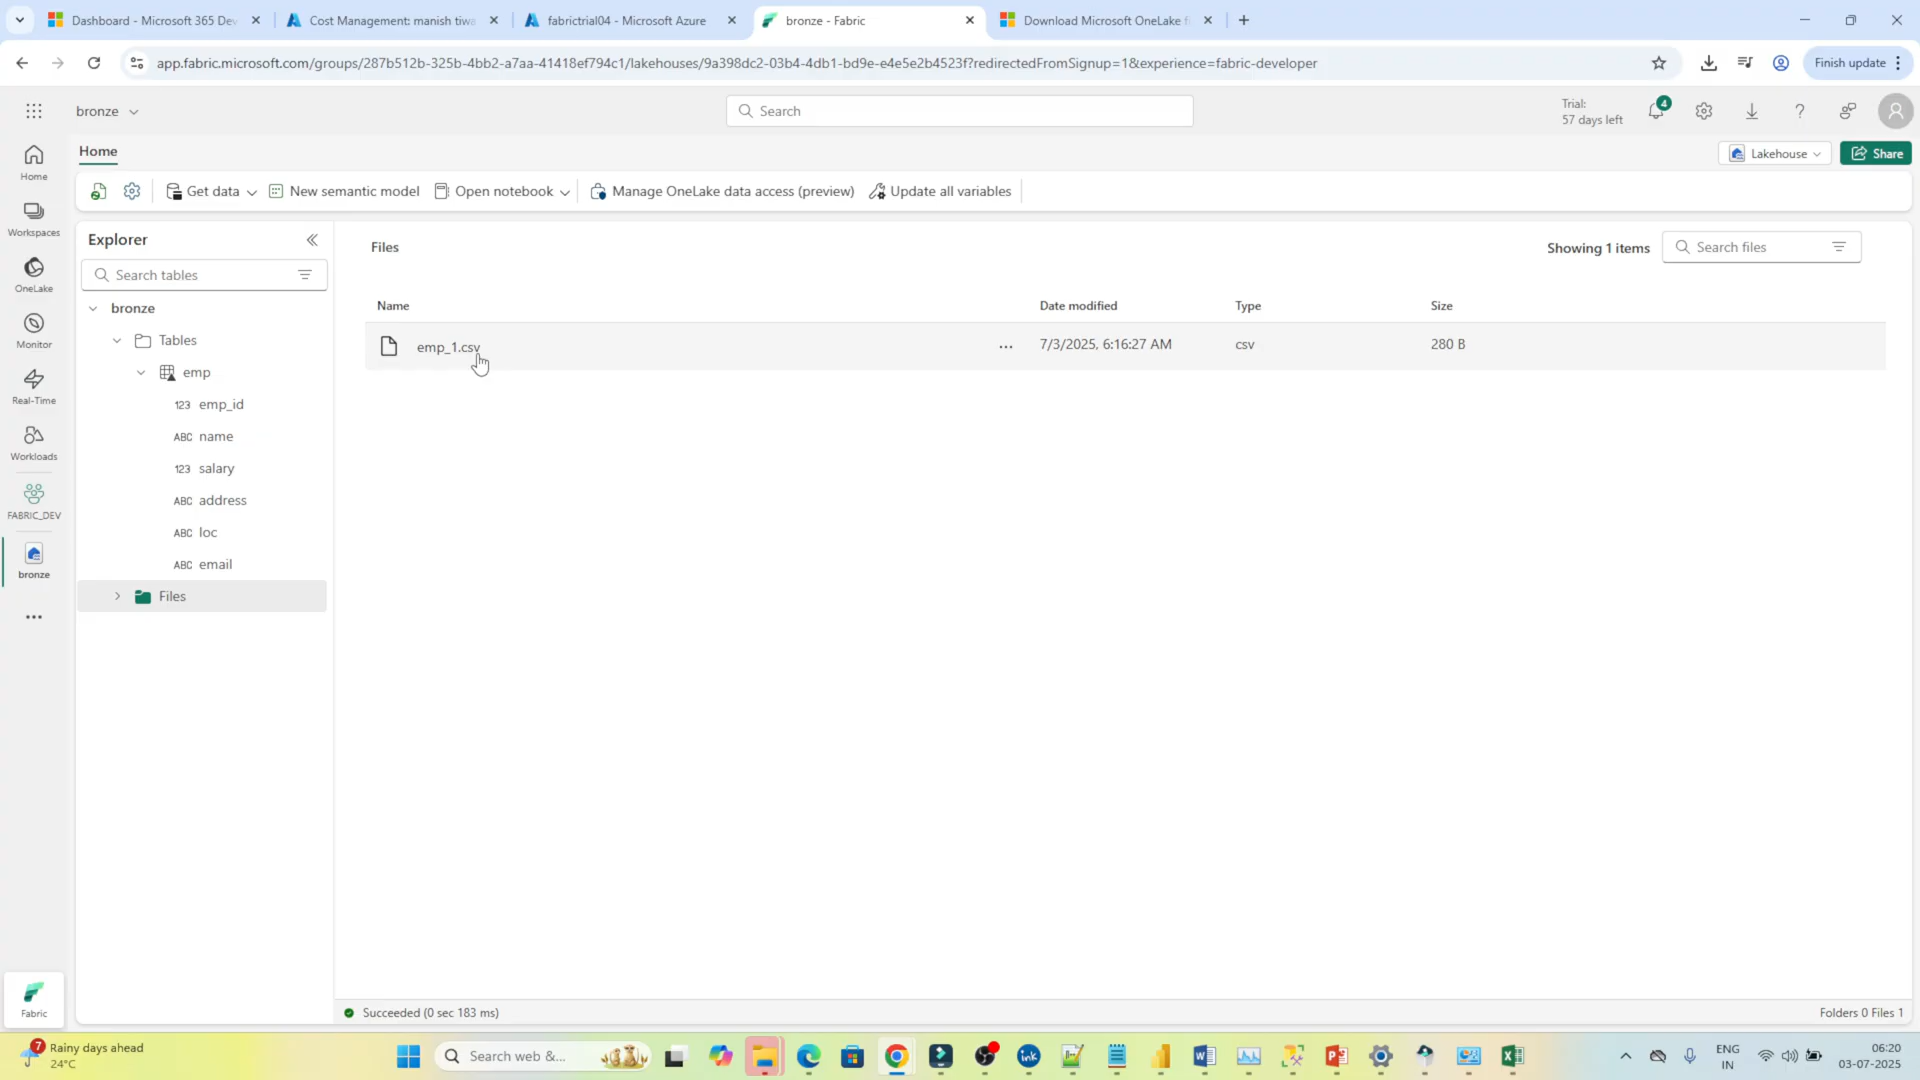 Dashboard - Microsoft 365 Dev
Cost Management: manish tiwa
fabrictrial04 - Microsoft Azure
bronze - Fabric
Download Microsoft OneLake f
app.fabric.microsoft.com/groups/287b512b-325b-4bb2-a7aa-41418ef794c1/lakehouses/9a398dc2-03b4-4db1-bd9e-e4e5e2b4523f?redirectedFromSignup=1&experience=fabric-developer
Finish update
bronze
Search
Trial:
57 days left
4
Home
Lakehouse
Share
Get data
New semantic model
Open notebook
Manage OneLake data access (preview)
Update all variables
Home
Workspaces
OneLake
Monitor
Real-Time
Workloads
FABRIC_DEV
bronze
Fabric
Explorer
Search tables
bronze
Tables
emp
123 emp_id
ABC name
123 salary
ABC address
ABC loc
ABC email
Files
Files
Showing 1 items
Search files
Name Date modified Type Size
emp_1.csv ... 7/3/2025, 6:16:27 AM csv 280 B
Succeeded (0 sec 183 ms)
Folders 0 Files 1
7
Rainy days ahead
24°C
Search web &...
ink
ENG
IN
06:20
03-07-2025